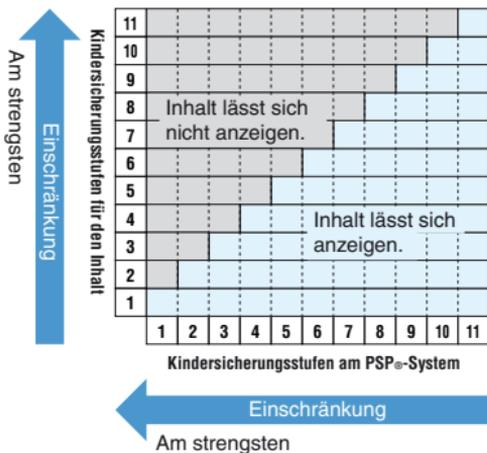 Am strengsten
Einschränkung
Kindersicherungsstufen für den Inhalt
11
10
9
8
7
6
5
4
3
2
1
Inhalt lässt sich
nicht anzeigen.
Inhalt lässt sich
anzeigen.
1 2 3 4 5 6 7 8 9 10 11
Kindersicherungsstufen am PSP®-System
Einschränkung
Am strengsten